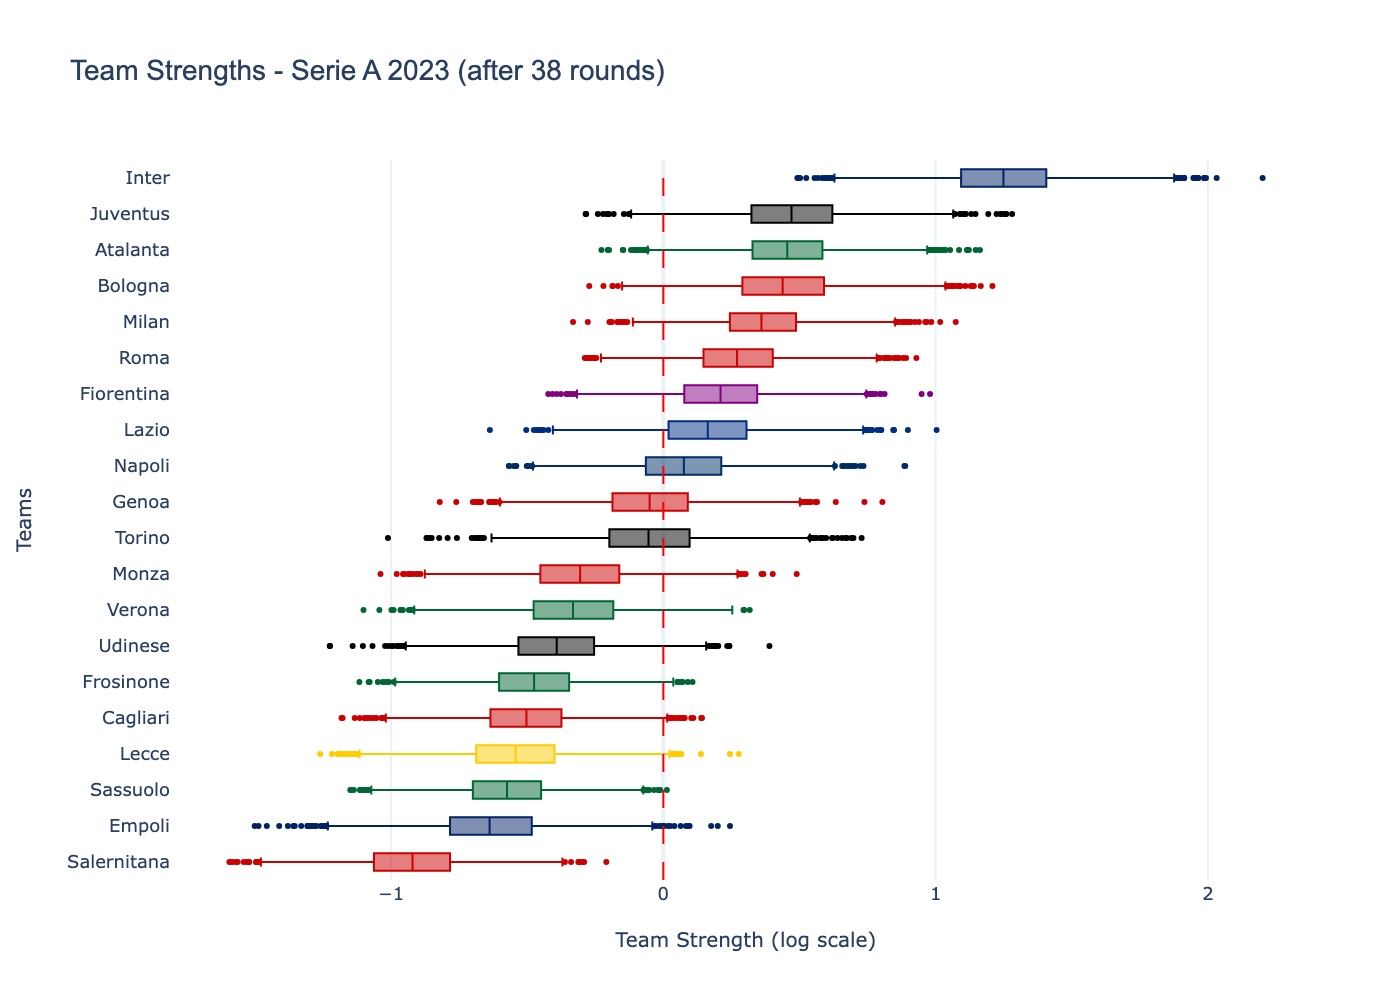 Team Strengths - Serie A 2023 (after 38 rounds)
Teams
Inter
Juventus
Atalanta
Bologna
Milan
Roma
Fiorentina
Lazio
Napoli
Genoa
Torino
Monza
Verona
Udinese
Frosinone
Cagliari
Lecce
Sassuolo
Empoli
Salernitana
−1 0 1 2
Team Strength (log scale)